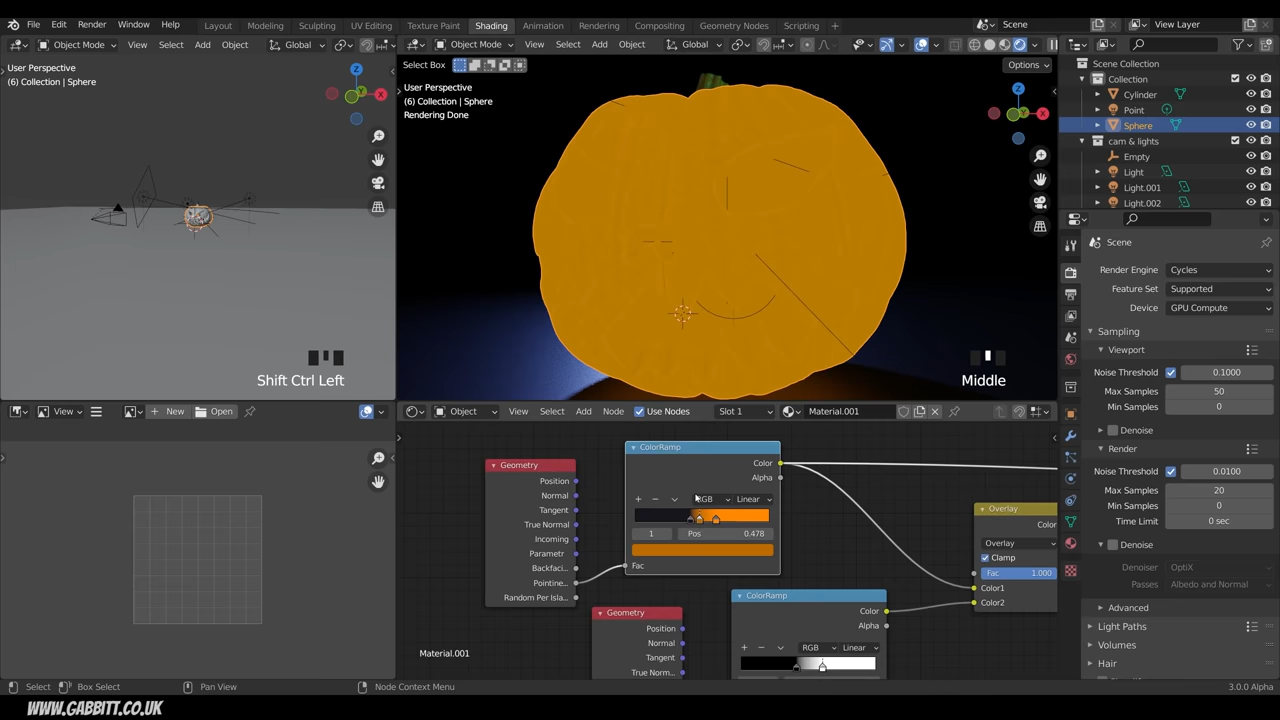 File Edit Render Window Help Layout Modeling Sculpting UV Editing Texture Paint Shading Animation Rendering Compositing Geometry Nodes Scripting + Scene View Layer
Object Mode View Select Add Object Global
Object Mode View Select Add Object Global
Select Box Options
User Perspective
(6) Collection | Sphere
Z
X
Y
User Perspective
(6) Collection | Sphere
Rendering Done
Z
X
Y
Shift Ctrl Left
Middle
Scene Collection
Collection
Cylinder
Point
Sphere
cam & lights
Empty
Light
Light.001
Light.002
Scene
Render Engine Cycles
Feature Set Supported
Device GPU Compute
Sampling
Viewport
Noise Threshold 0.1000
Max Samples 50
Min Samples 0
Denoise
Render
Noise Threshold 0.0100
Max Samples 20
Min Samples 0
Time Limit 0 sec
Denoise
Denoiser OptiX
Passes Albedo and Normal
Advanced
Light Paths
Volumes
Hair
View New Open
Object View Select Add Node Use Nodes Slot 1 Material.001
Geometry
Position
Normal
Tangent
True Normal
Incoming
Parametr
Backfaci...
Pointine...
Random Per Isla...
ColorRamp
Color
Alpha
RGB Linear
1 Pos 0.478
Fac
Geometry
Position
Normal
Tangent
True Norm...
ColorRamp
Color
Alpha
RGB Linear
Overlay
Color
Overlay
Clamp
Fac 1.000
Color1
Color2
Material.001
Select Box Select Pan View Node Context Menu 3.0.0 Alpha
WWW.GABBITT.CO.UK